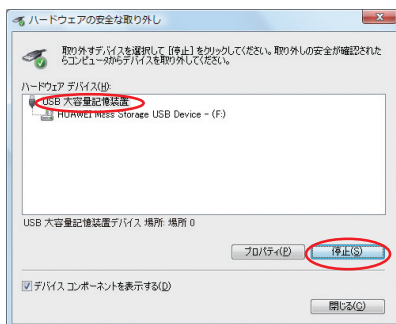 ハードウェアの安全な取り外し
取り外すデバイスを選択して [停止] をクリックしてください。取り外しの安全が確認された
らコンピュータからデバイスを取り外してください。
ハードウェア デバイス(H):
USB 大容量記憶装置
HUAWEI Mass Storage USB Device - (F:)
USB 大容量記憶装置デバイス 場所: 場所 0
プロパティ(P)
停止(S)
デバイス コンポーネントを表示する(D)
閉じる(C)